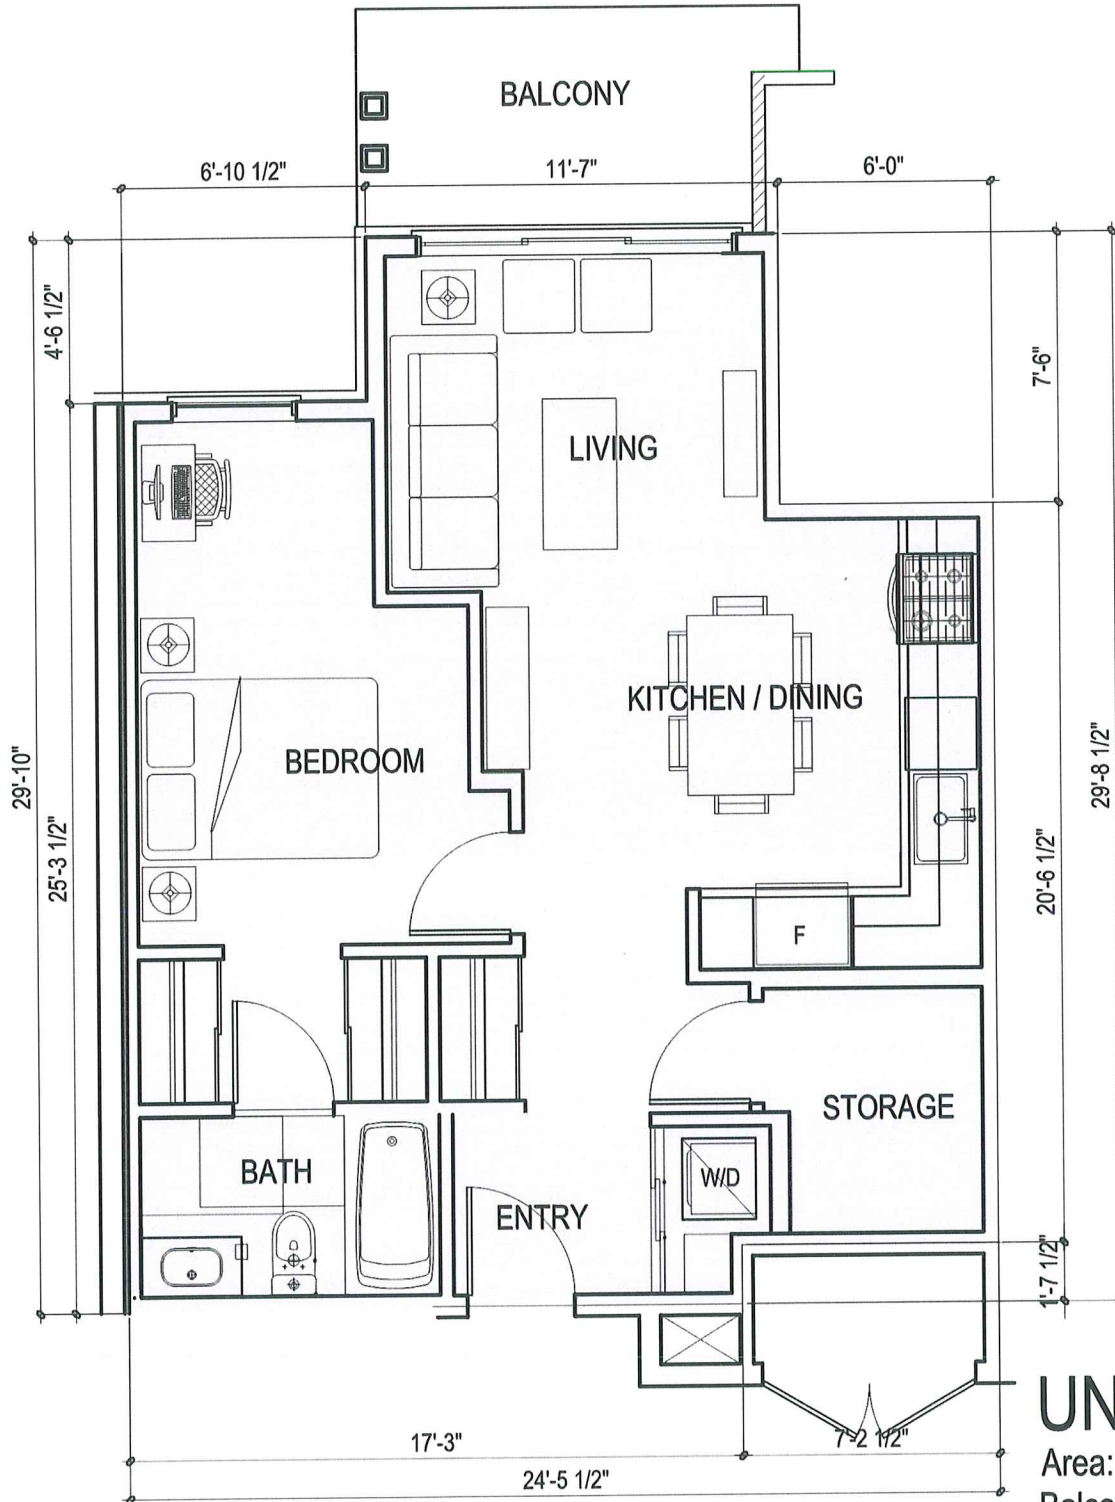 BALCONY
6'-10 1/2"
11'-7"
6'-0"
4'-6 1/2"
7'-6"
LIVING
KITCHEN / DINING
BEDROOM
29'-10"
25'-3 1/2"
29'-8 1/2"
20'-6 1/2"
F
STORAGE
BATH
W/D
ENTRY
1'-7 1/2"
UN
Area:
17'-3"
7'-2 1/2"
24'-5 1/2"